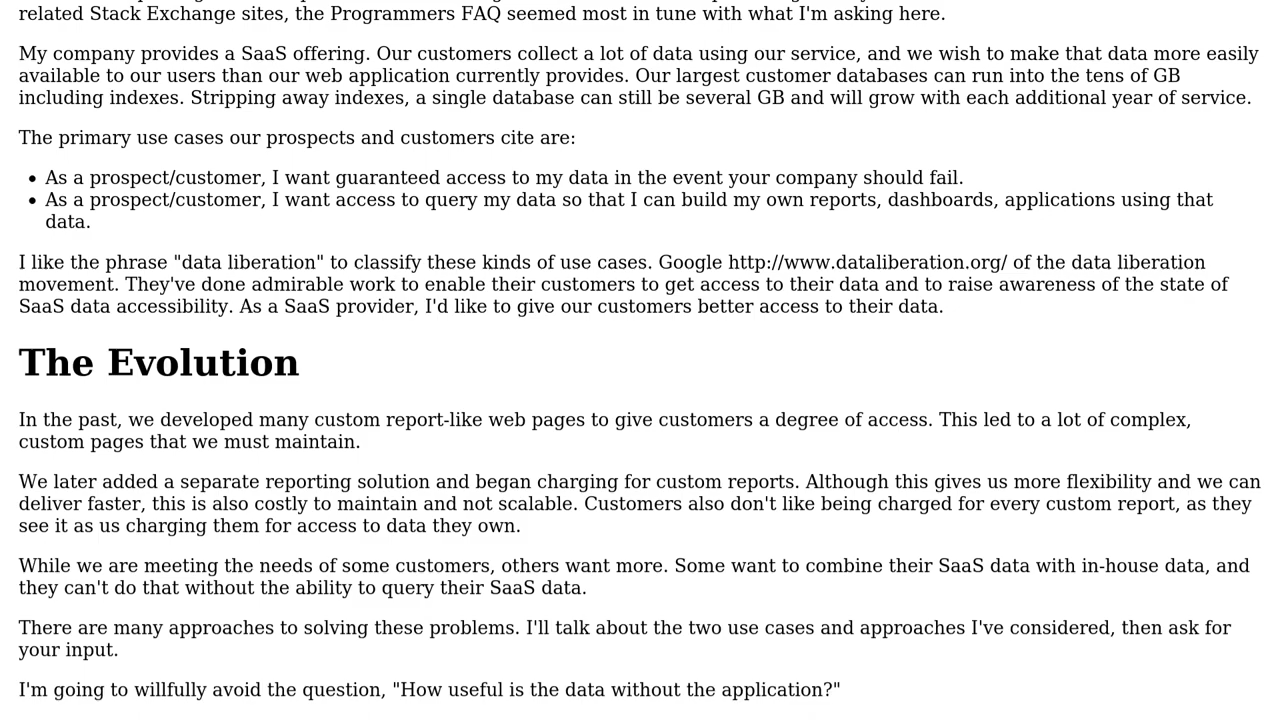 related Stack Exchange sites, the Programmers FAQ seemed most in tune with what I'm asking here.
My company provides a SaaS offering. Our customers collect a lot of data using our service, and we wish to make that data more easily
available to our users than our web application currently provides. Our largest customer databases can run into the tens of GB
including indexes. Stripping away indexes, a single database can still be several GB and will grow with each additional year of service.
The primary use cases our prospects and customers cite are:
• As a prospect/customer, I want guaranteed access to my data in the event your company should fail.
• As a prospect/customer, I want access to query my data so that I can build my own reports, dashboards, applications using that
data.
I like the phrase "data liberation" to classify these kinds of use cases. Google http://www.dataliberation.org/ of the data liberation
movement. They've done admirable work to enable their customers to get access to their data and to raise awareness of the state of
SaaS data accessibility. As a SaaS provider, I'd like to give our customers better access to their data.
The Evolution
In the past, we developed many custom report-like web pages to give customers a degree of access. This led to a lot of complex,
custom pages that we must maintain.
We later added a separate reporting solution and began charging for custom reports. Although this gives us more flexibility and we can
deliver faster, this is also costly to maintain and not scalable. Customers also don't like being charged for every custom report, as they
see it as us charging them for access to data they own.
While we are meeting the needs of some customers, others want more. Some want to combine their SaaS data with in-house data, and
they can't do that without the ability to query their SaaS data.
There are many approaches to solving these problems. I'll talk about the two use cases and approaches I've considered, then ask for
your input.
I'm going to willfully avoid the question, "How useful is the data without the application?"